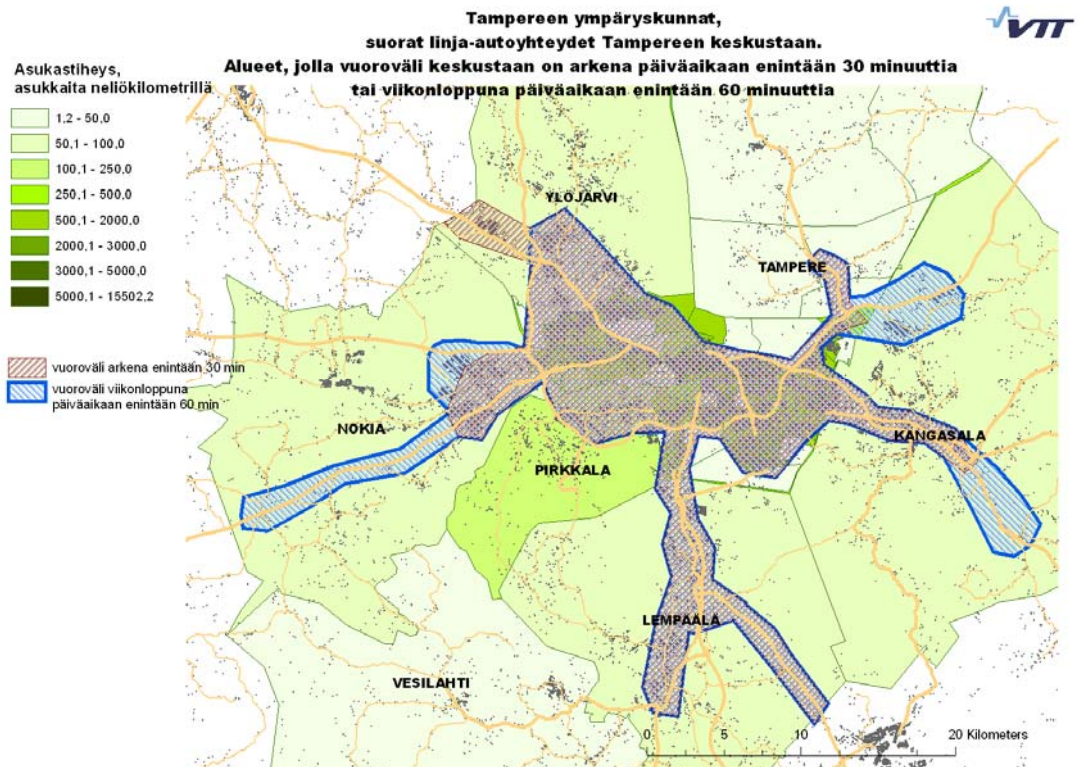 Tampereen ympäryskunnat,
suorat linja-autoyhteydet Tampereen keskustaan.
Alueet, jolla vuoroväli keskustaan on arkena päiväaikaan enintään 30 minuuttia
tai viikonloppuna päiväaikaan enintään 60 minuuttia
VTT
Asukastiheys,
asukkaita neliökilometrillä
1,2 - 50,0
50,1 - 100,0
100,1 - 250,0
250,1 - 500,0
500,1 - 2000,0
2000,1 - 3000,0
3000,1 - 5000,0
5000,1 - 15502,2
vuoroväli arkena enintään 30 min
vuoroväli viikonloppuna
päiväaikaan enintään 60 min
YLÖJÄRVI
TAMPERE
NOKIA
KANGASALA
PIRKKALA
LEMPÄÄLÄ
VESILAHTI
0 5 10 20 Kilometers